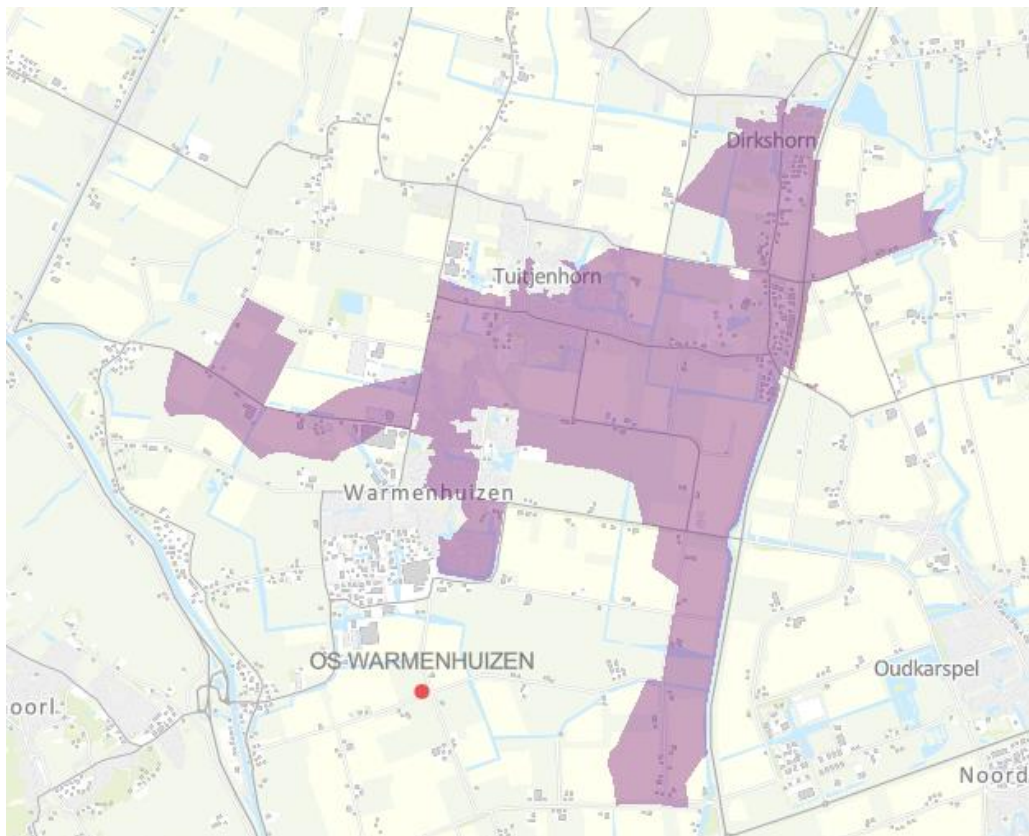 Dirkshorn
Tuitjenhorn
Warmenhuizen
OS WARMENHUIZEN
Oudkarspel
oorl
Noord